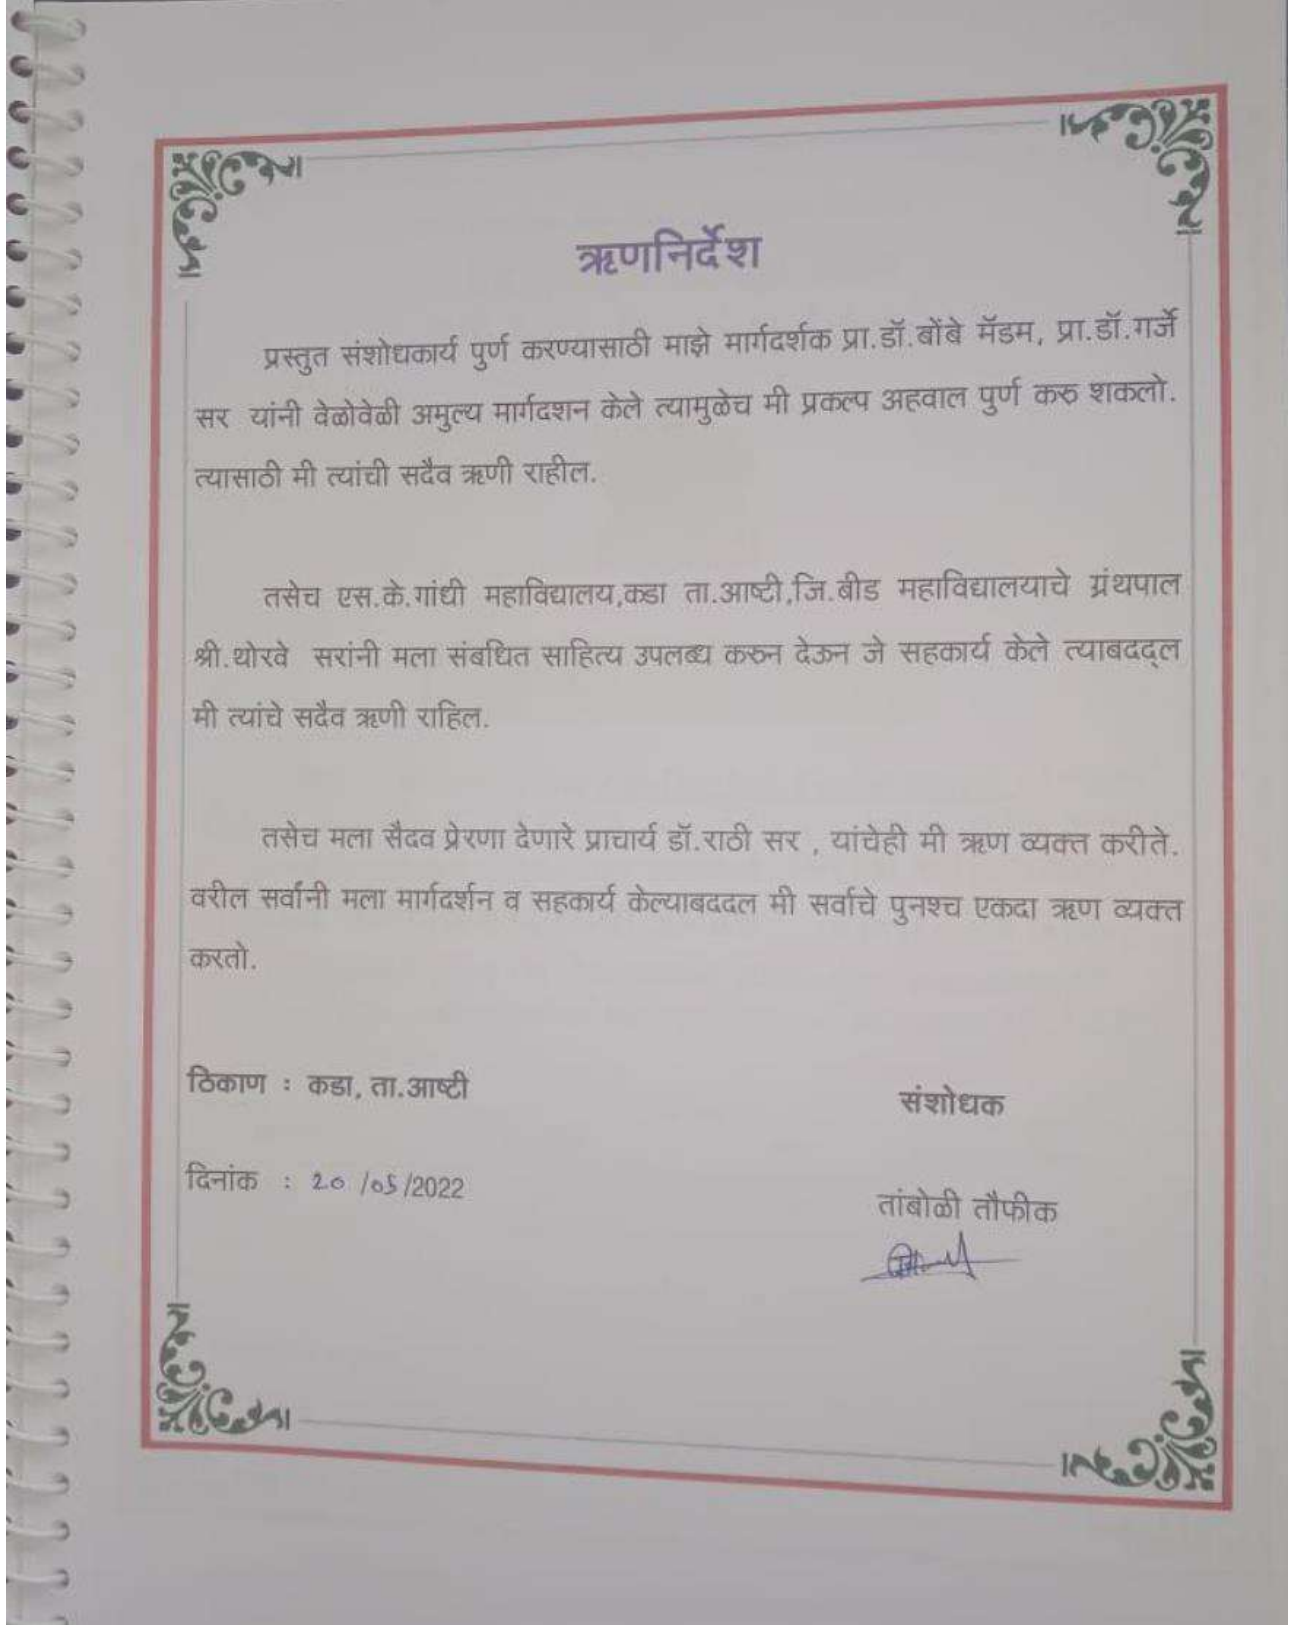 ऋणनिर्देश
प्रस्तुत संशोधकार्य पुर्ण करण्यासाठी माझे मार्गदर्शक प्रा.डॉ.बोंबे मॅडम, प्रा.डॉ.गर्जे
सर यांनी वेळोवेळी अमुल्य मार्गदशन केले त्यामुळेच मी प्रकल्प अहवाल पुर्ण करु शकलो.
त्यासाठी मी त्यांची सदैव ऋणी राहील.
तसेच एस.के.गांधी महाविद्यालय,कडा ता.आष्टी,जि.बीड महाविद्यालयाचे ग्रंथपाल
श्री.थोरवे सरांनी मला संबधित साहित्य उपलब्ध करुन देऊन जे सहकार्य केले त्याबदद्ल
मी त्यांचे सदैव ऋणी राहिल.
तसेच मला सैदव प्रेरणा देणारे प्राचार्य डॉ.राठी सर , यांचेही मी ऋण व्यक्त करीते.
वरील सर्वांनी मला मार्गदर्शन व सहकार्य केल्याबददल मी सर्वाचे पुनश्च एकदा ऋण व्यक्त
करतो.
ठिकाण : कडा, ता.आष्टी
संशोधक
दिनांक : २० /०५/2022
तांबोळी तौफीक